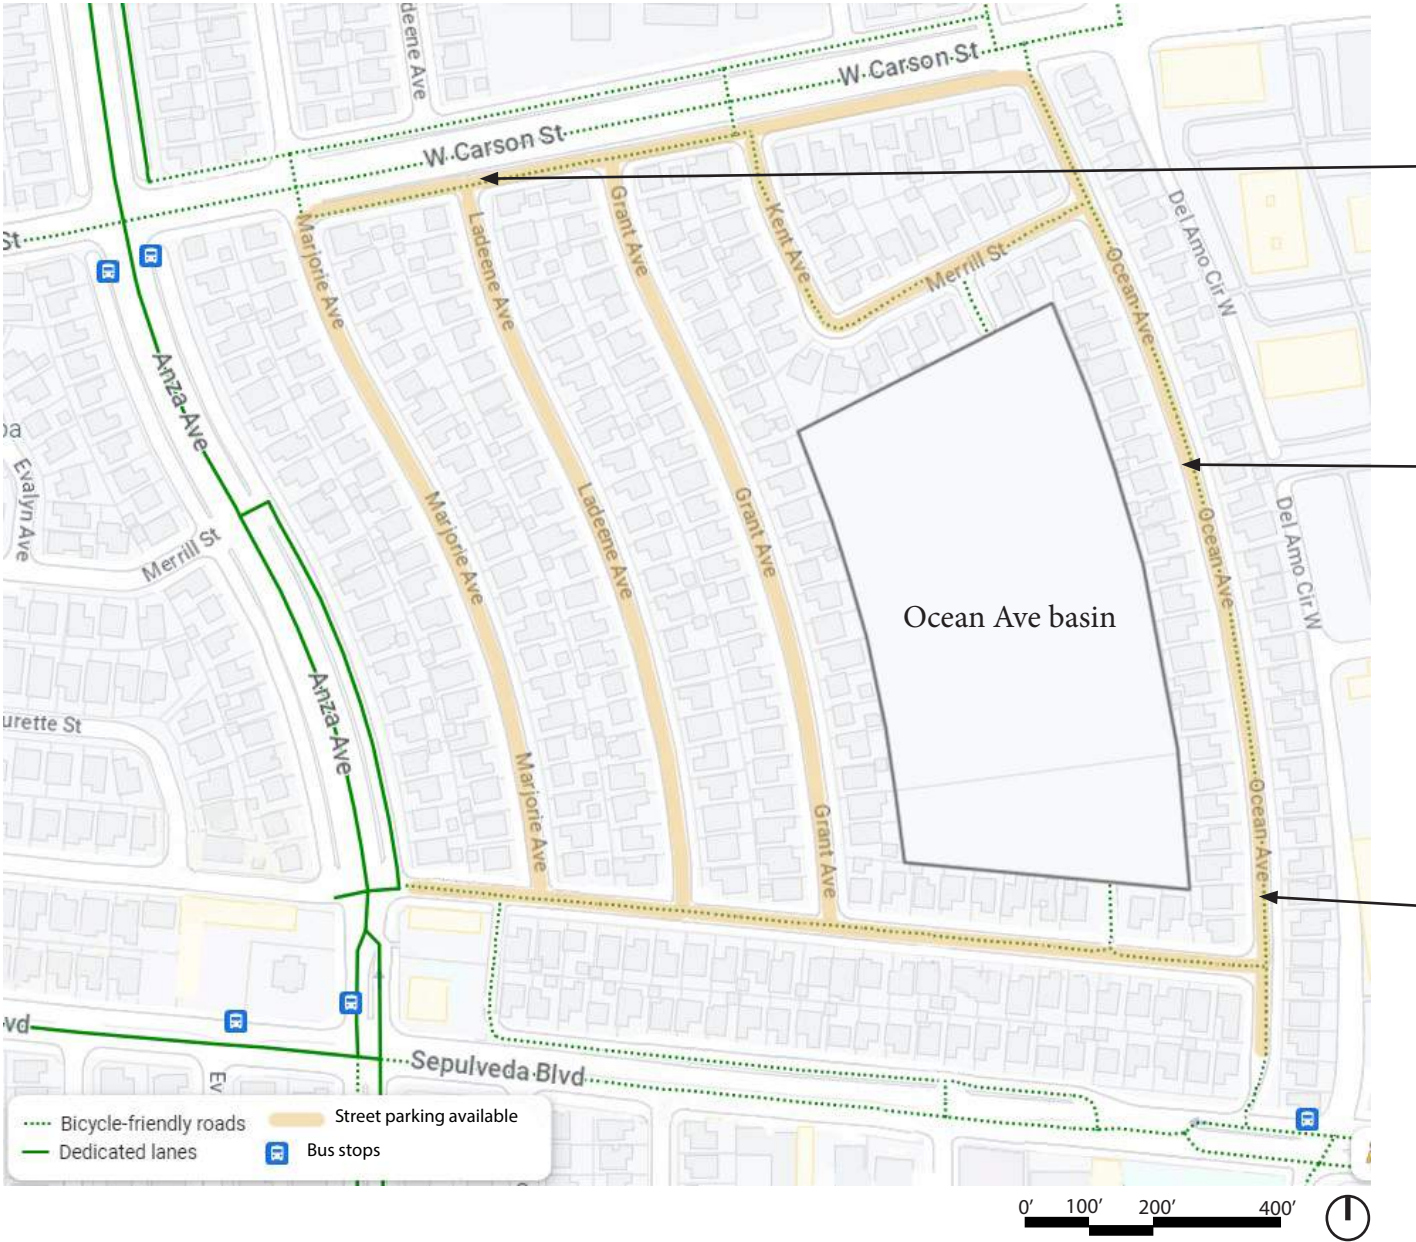 deene Ave
W Carson St
W Carson St
St
Marjorie Ave
Ladeene Ave
Grant Ave
Kent Ave
Merrill St
Ocean Ave
Del Amo Cir W
Anza Ave
Evalyn Ave
Merrill St
Marjorie Ave
Ladeene Ave
Grant Ave
Ocean Ave
Del Amo Cir W
Ocean Ave basin
Anza Ave
urette St
Marjorie Ave
Grant Ave
Ocean Ave
vd
Sepulveda Blvd
Ev
Bicycle-friendly roads
Street parking available
Dedicated lanes
Bus stops
0' 100' 200' 400'